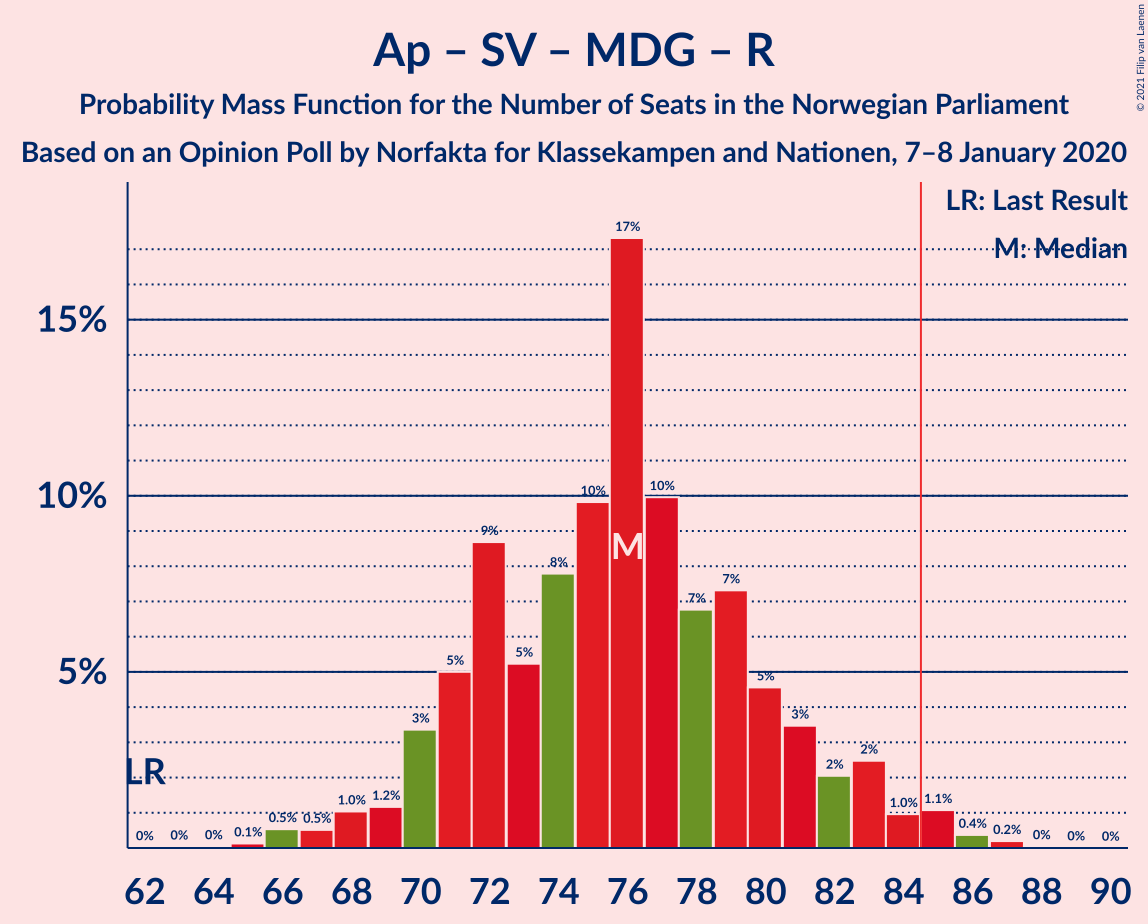 Ap – SV – MDG – R
Probability Mass Function for the Number of Seats in the Norwegian Parliament
Based on an Opinion Poll by Norfakta for Klassekampen and Nationen, 7–8 January 2020
© 2021 Filip van Laenen
LR: Last Result
M: Median
15%
10%
5%
LR
M
0% 0% 0% 0.1% 0.5% 0.5% 1.0% 1.2% 3% 5% 9% 5% 8% 10% 17% 10% 7% 7% 5% 3% 2% 2% 1.0% 1.1% 0.4% 0.2% 0% 0% 0%
62 64 66 68 70 72 74 76 78 80 82 84 86 88 90